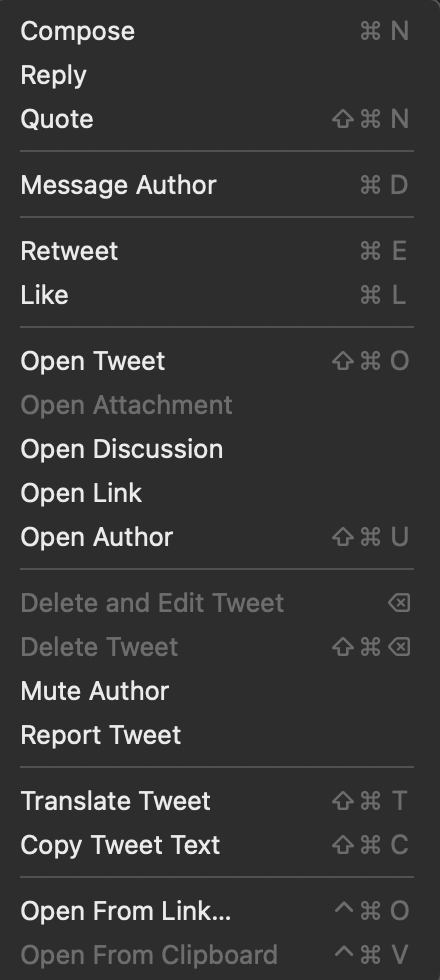 Compose ⌘ N
Reply
Quote ⇧ ⌘ N
Message Author ⌘ D
Retweet ⌘ E
Like ⌘ L
Open Tweet ⇧ ⌘ O
Open Attachment
Open Discussion
Open Link
Open Author ⇧ ⌘ U
Delete and Edit Tweet ⌫
Delete Tweet ⇧ ⌘ ⌫
Mute Author
Report Tweet
Translate Tweet ⇧ ⌘ T
Copy Tweet Text ⇧ ⌘ C
Open From Link... ^ ⌘ O
Open From Clipboard ^ ⌘ V